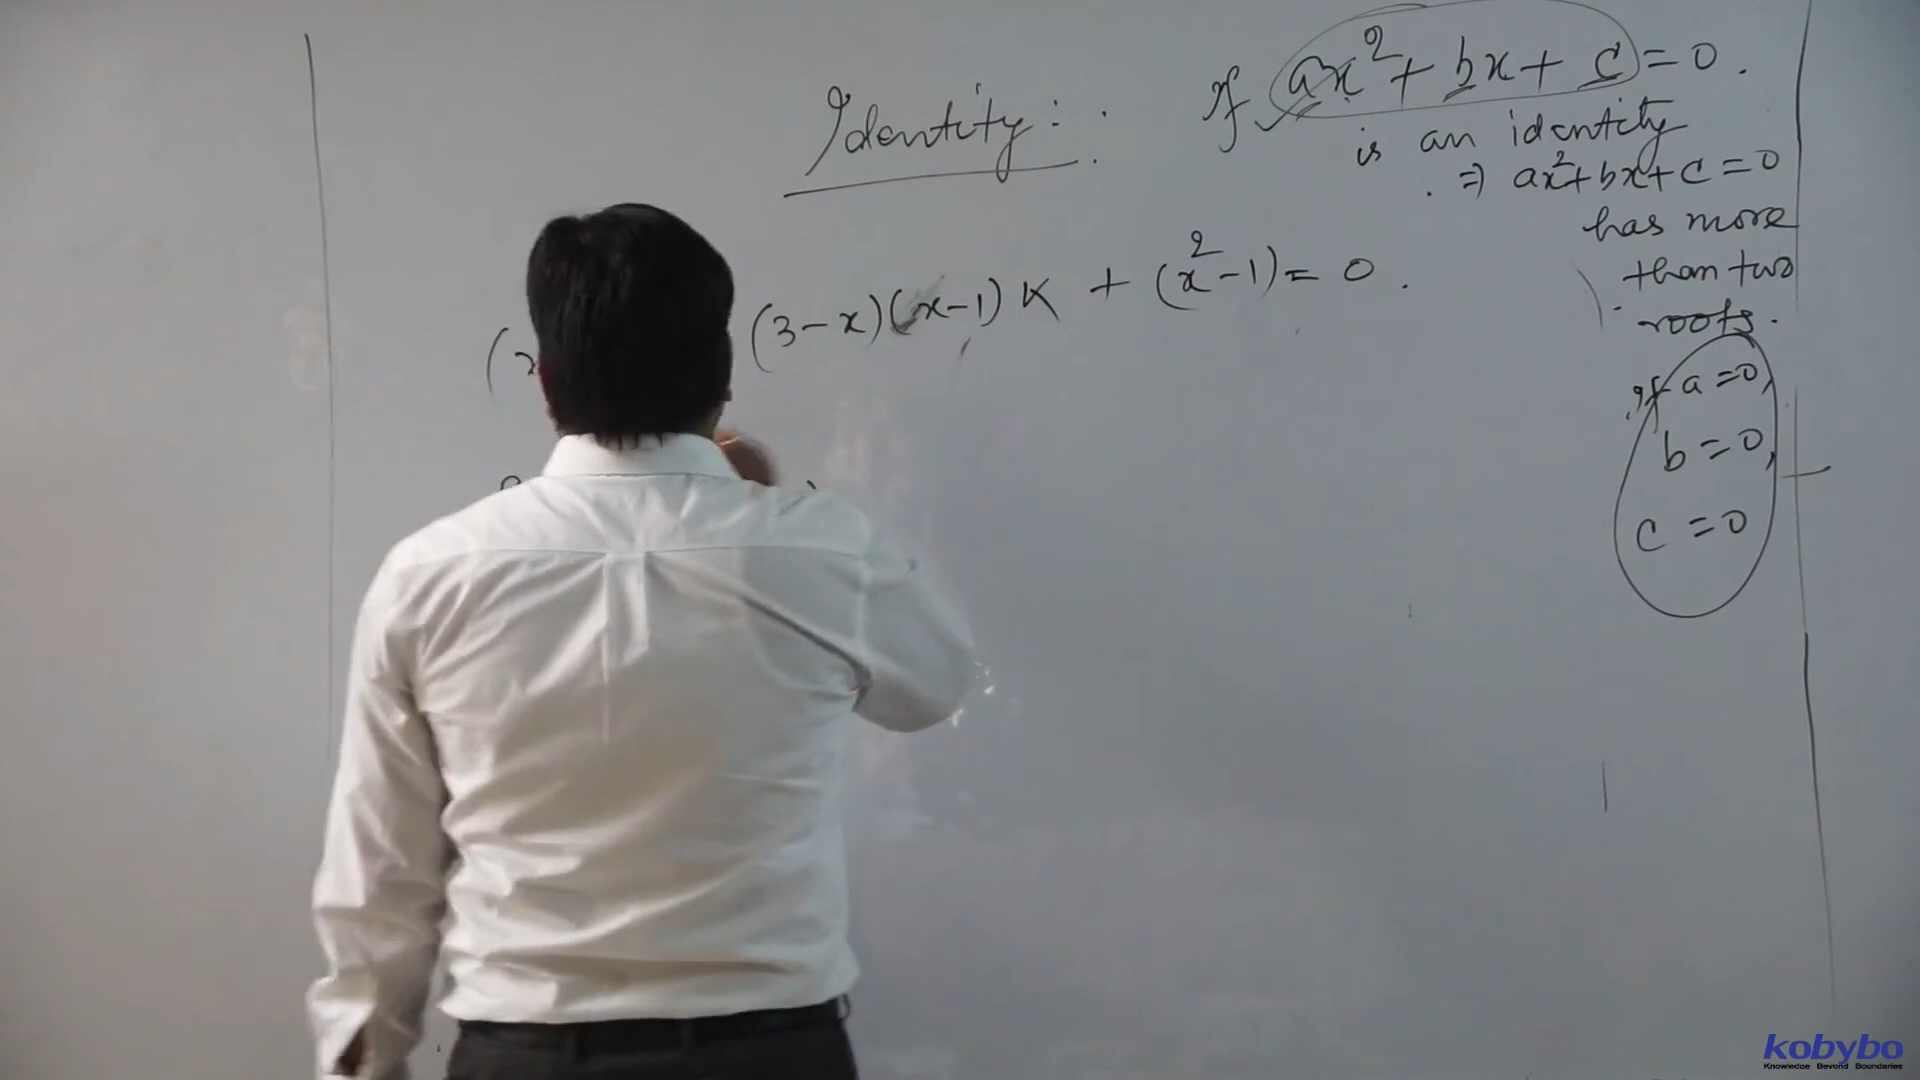 Identity :. If ax²+bx+c=0.
is an identity
.⇒ ax²+bx+c=0
has more
than two
roots.
(x (3-x)(x-1)K + (x²-1)=0.
if a=0,
b=0,
c=0
kobybo
Knowledge Beyond Boundaries